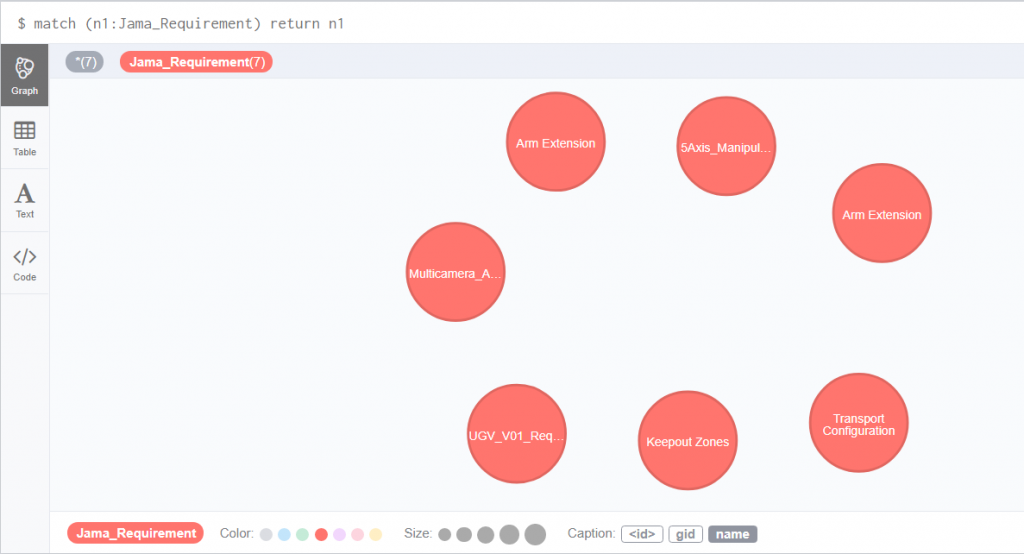 $ match (n1:Jama_Requirement) return n1
*(7) Jama_Requirement(7)
Graph
Table
A
Text
</>
Code
Arm Extension
5Axis_Manipul...
Arm Extension
Multicamera_A...
UGV_V01_Req...
Keepout Zones
Transport
Configuration
Jama_Requirement Color: Size: Caption: <id> gid name